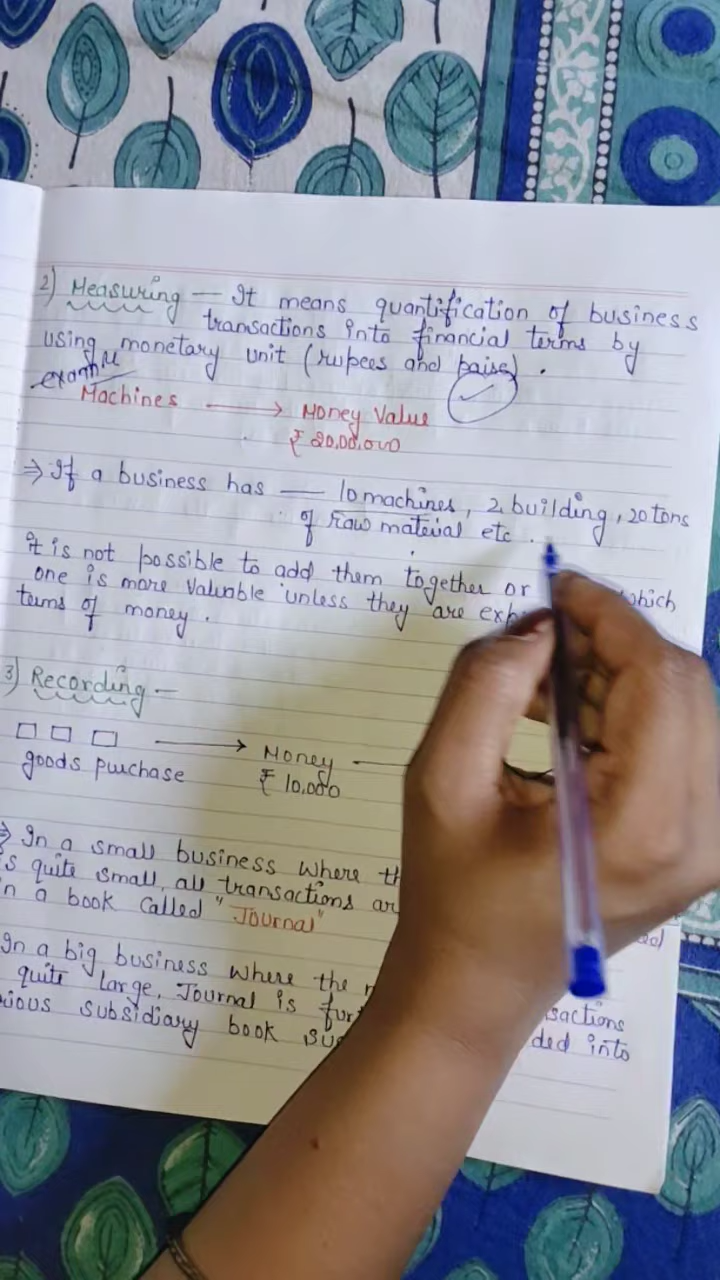 2) Measuring — It means quantification of business
transactions into financial terms by
using monetary unit (rupees and paise).
Machines → Money Value
₹ 20,00,000
⇒ If a business has — 10 machines, 2 building, 20 tons
of raw material etc.
it is not possible to add them together or which
one is more valuable unless they are
terms of money.
3) Recording —
goods purchase → Money —
₹ 10,000
⇒ In a small business where
is quite small, all transactions
in a book called "Journal"
In a big business where the
quite large, Journal is sactions
subsidiary book ded into